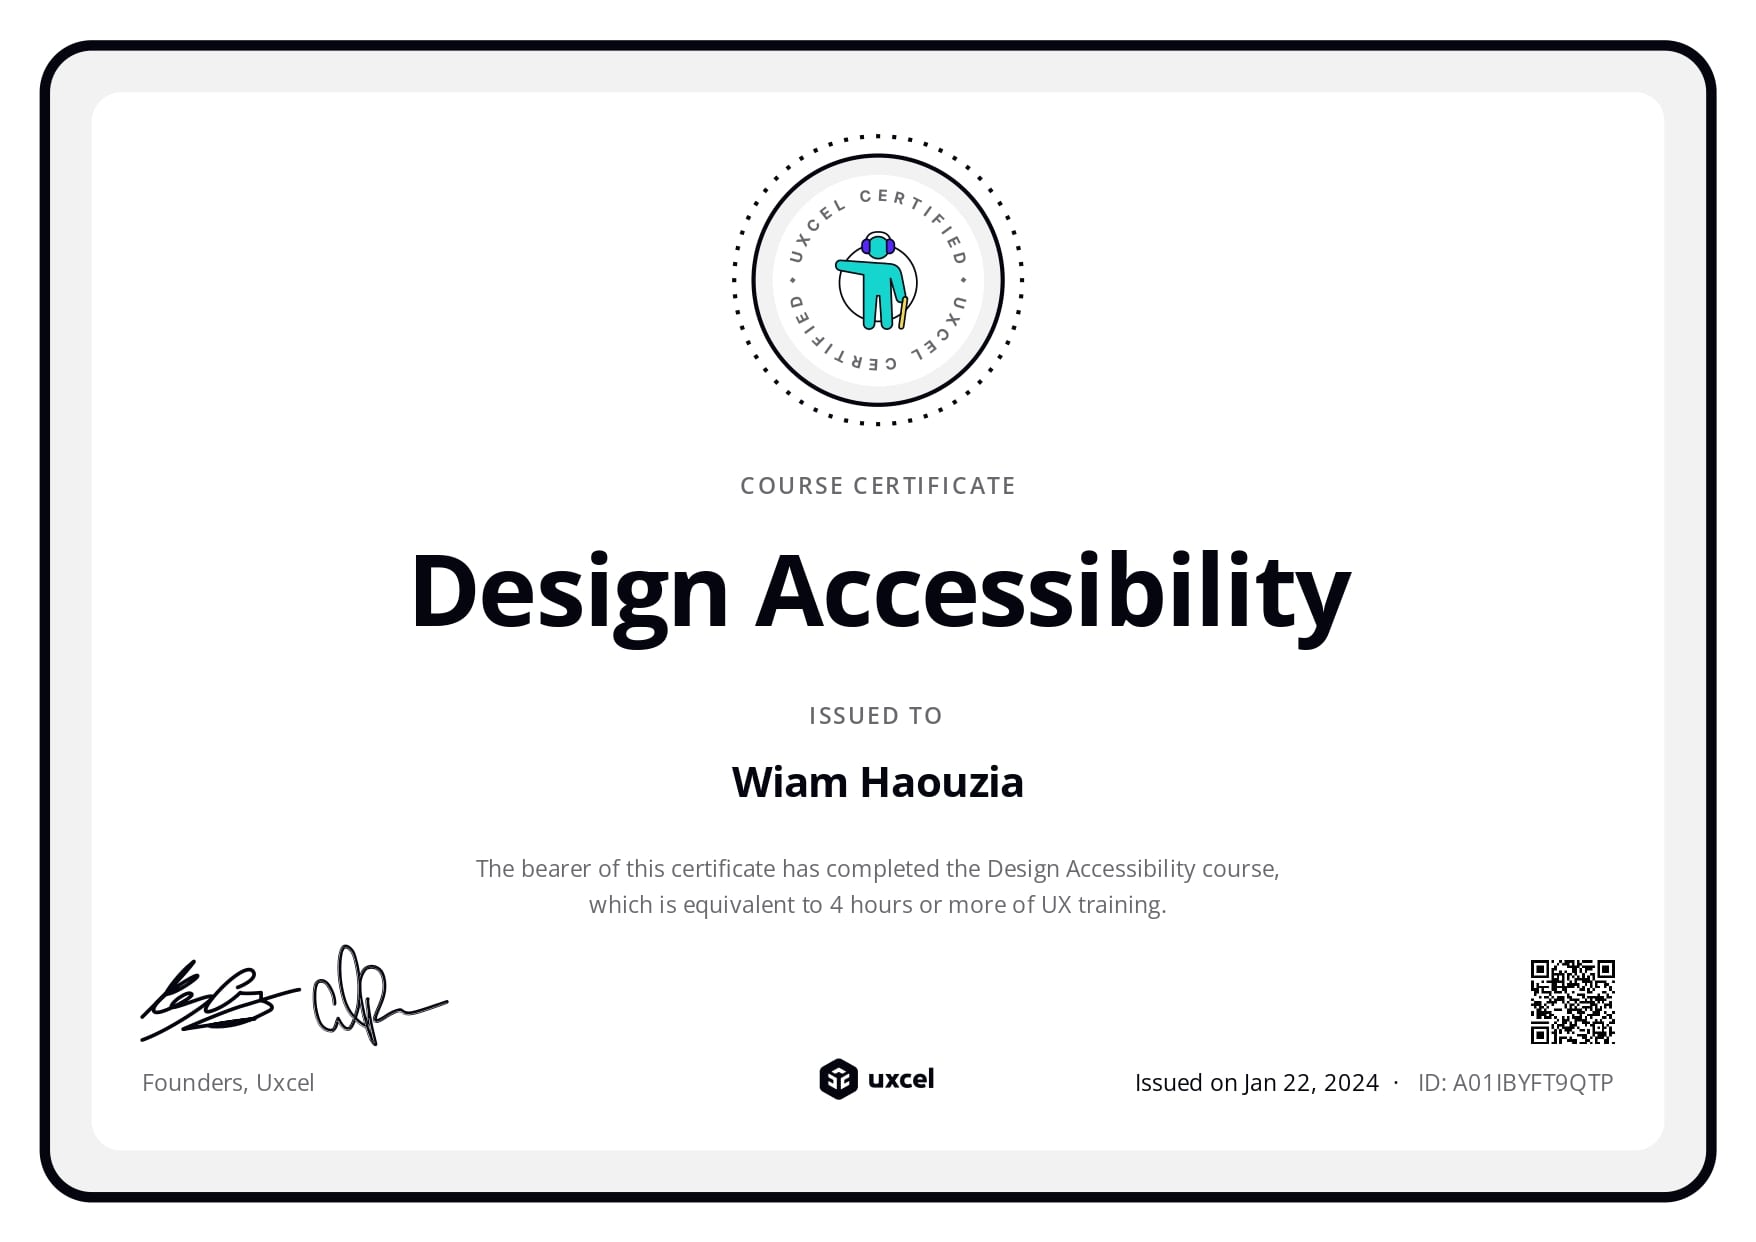 UXCEL CERTIFIED • UXCEL CERTIFIED •
COURSE CERTIFICATE
Design Accessibility
ISSUED TO
Wiam Haouzia
The bearer of this certificate has completed the Design Accessibility course,
which is equivalent to 4 hours or more of UX training.
Founders, Uxcel
uxcel
Issued on Jan 22, 2024 · ID: A01IBYFT9QTP